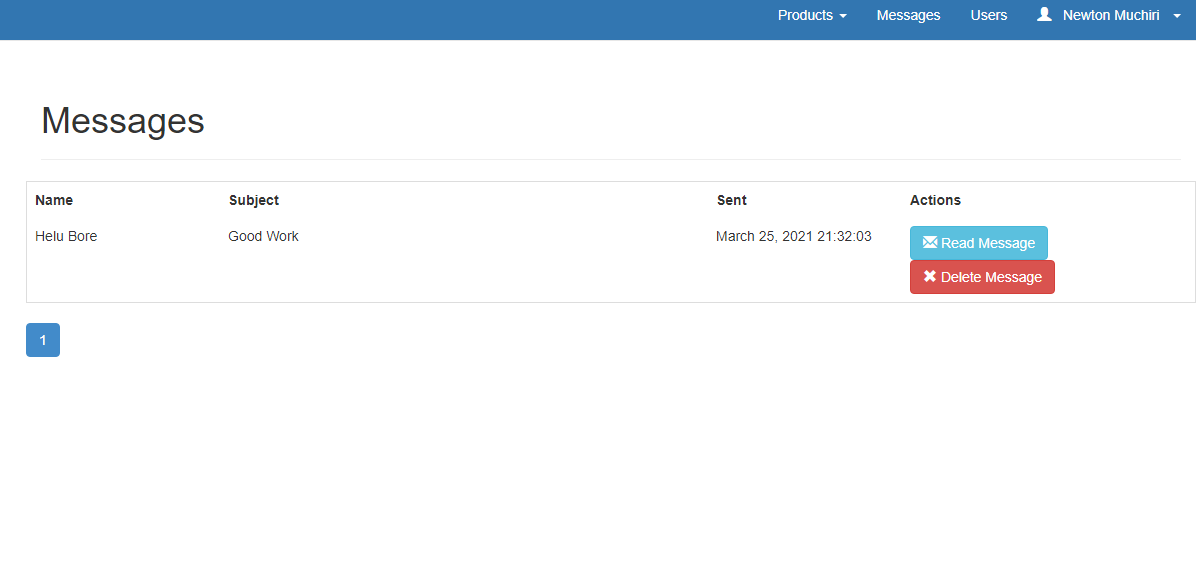 Products Messages Users Newton Muchiri
Messages
Name Subject Sent Actions
Helu Bore Good Work March 25, 2021 21:32:03 Read Message
Delete Message
1